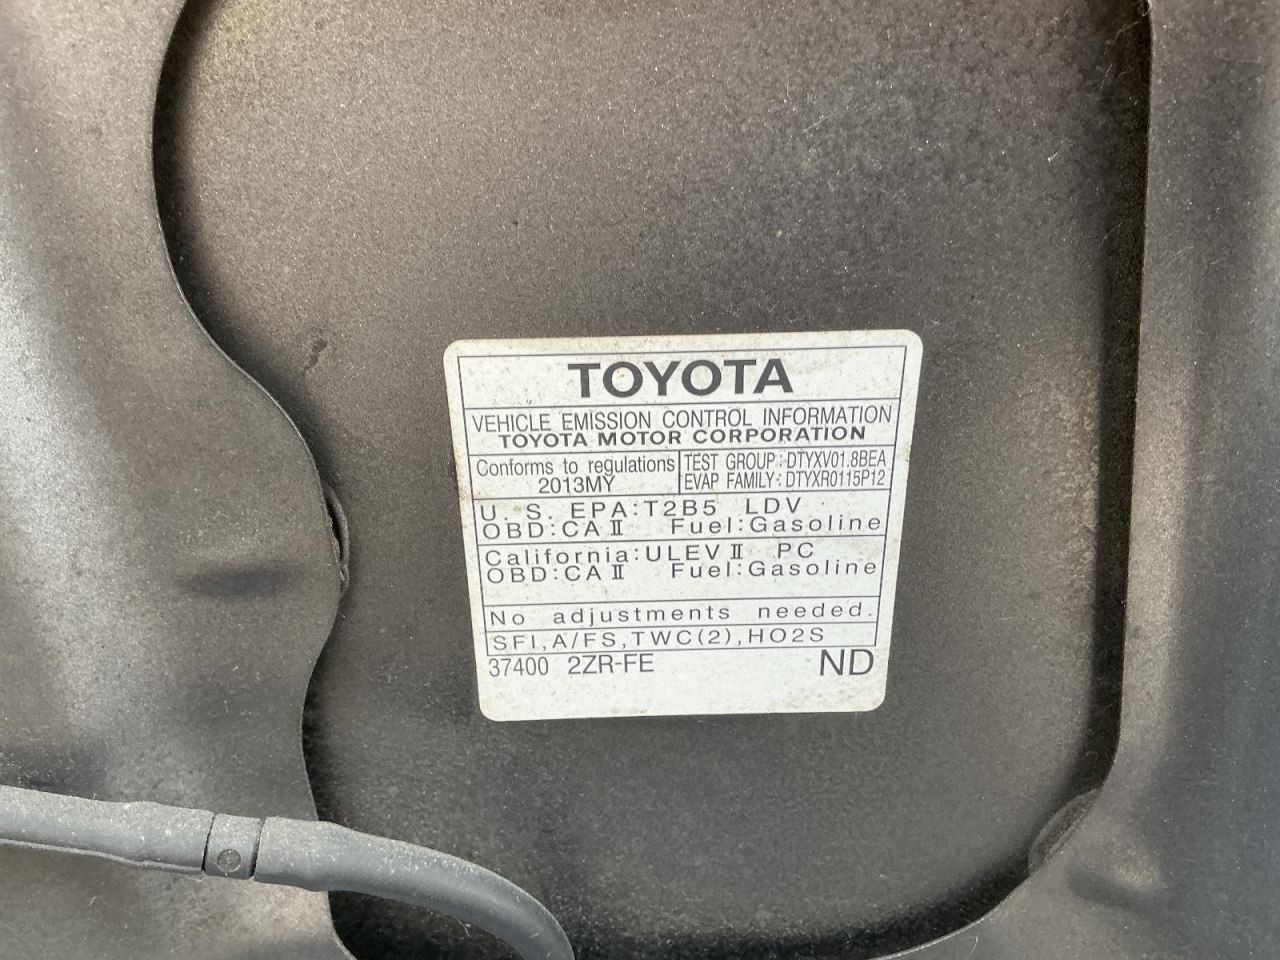 TOYOTA
VEHICLE EMISSION CONTROL INFORMATION
TOYOTA MOTOR CORPORATION
Conforms to regulations
2013MY
TEST GROUP:DTYXV01.8BEA
EVAP FAMILY:DTYXR0115P12
U. S. EPA:T2B5 LDV
OBD:CAⅡ Fuel:Gasoline
California:ULEVⅡ PC
OBD:CAⅡ Fuel:Gasoline
No adjustments needed.
SFI,A/FS,TWC(2),HO2S
37400 2ZR-FE ND